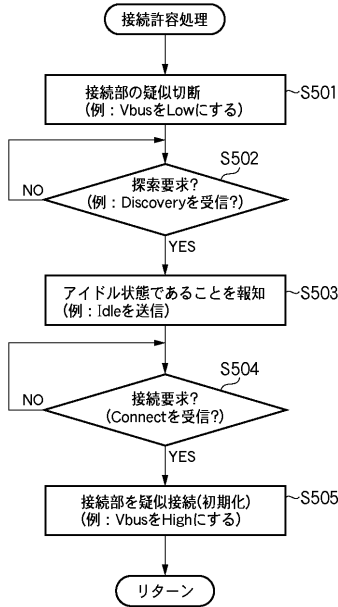 接続許容処理
接続部の疑似切断
(例：VbusをLowにする)
S501
S502
探索要求?
(例：Discoveryを受信?)
NO
YES
アイドル状態であることを報知
(例：Idleを送信)
S503
S504
接続要求?
(Connectを受信?)
NO
YES
接続部を疑似接続(初期化)
(例：VbusをHighにする)
S505
リターン